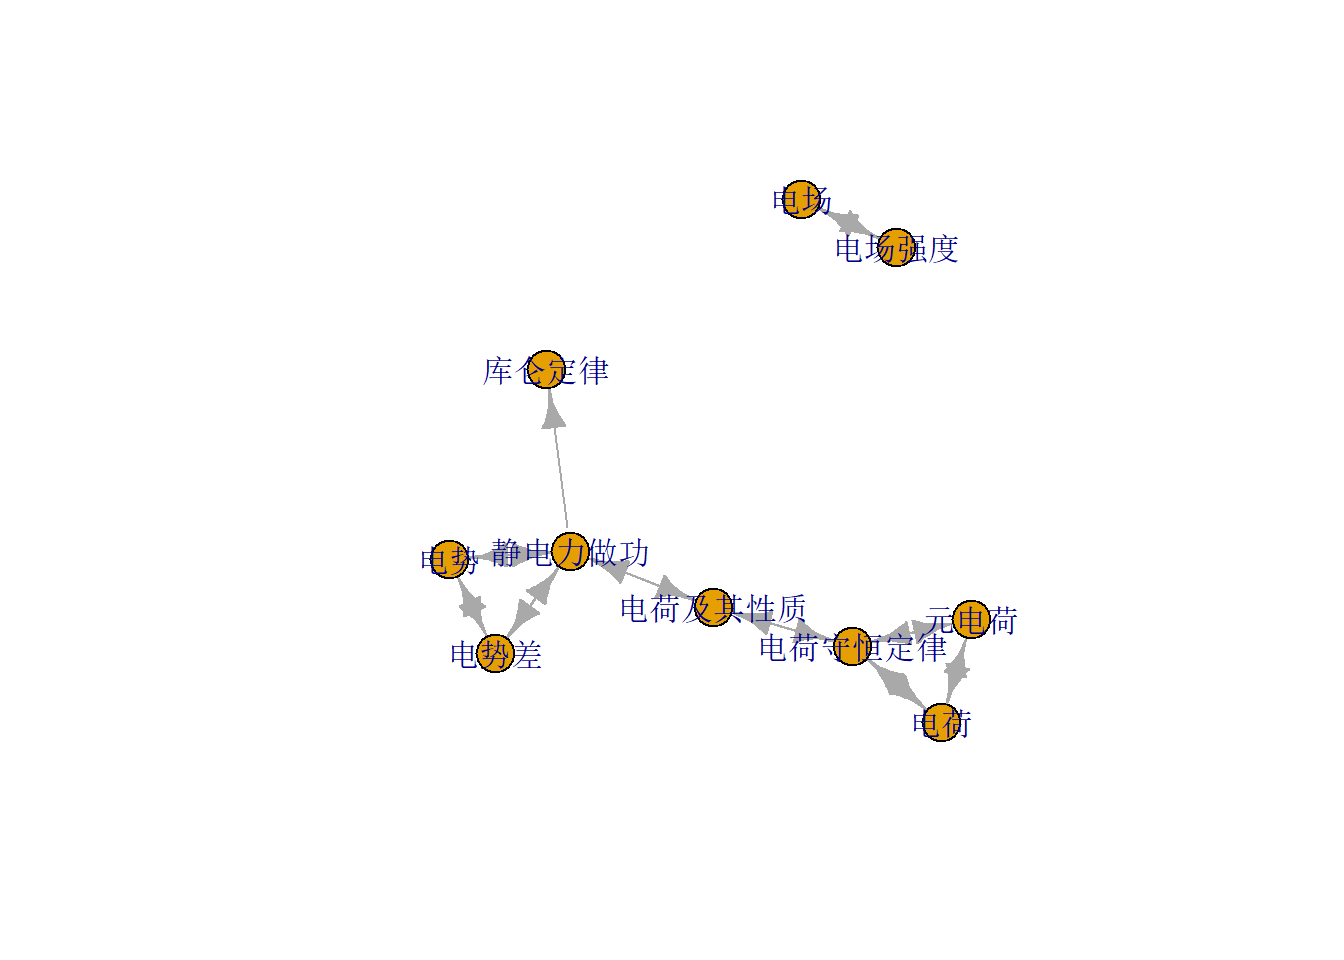 电场
电场强度
库仑定律
电势
静电力做功
电荷及其性质
元电荷
电荷守恒定律
电势差
电荷